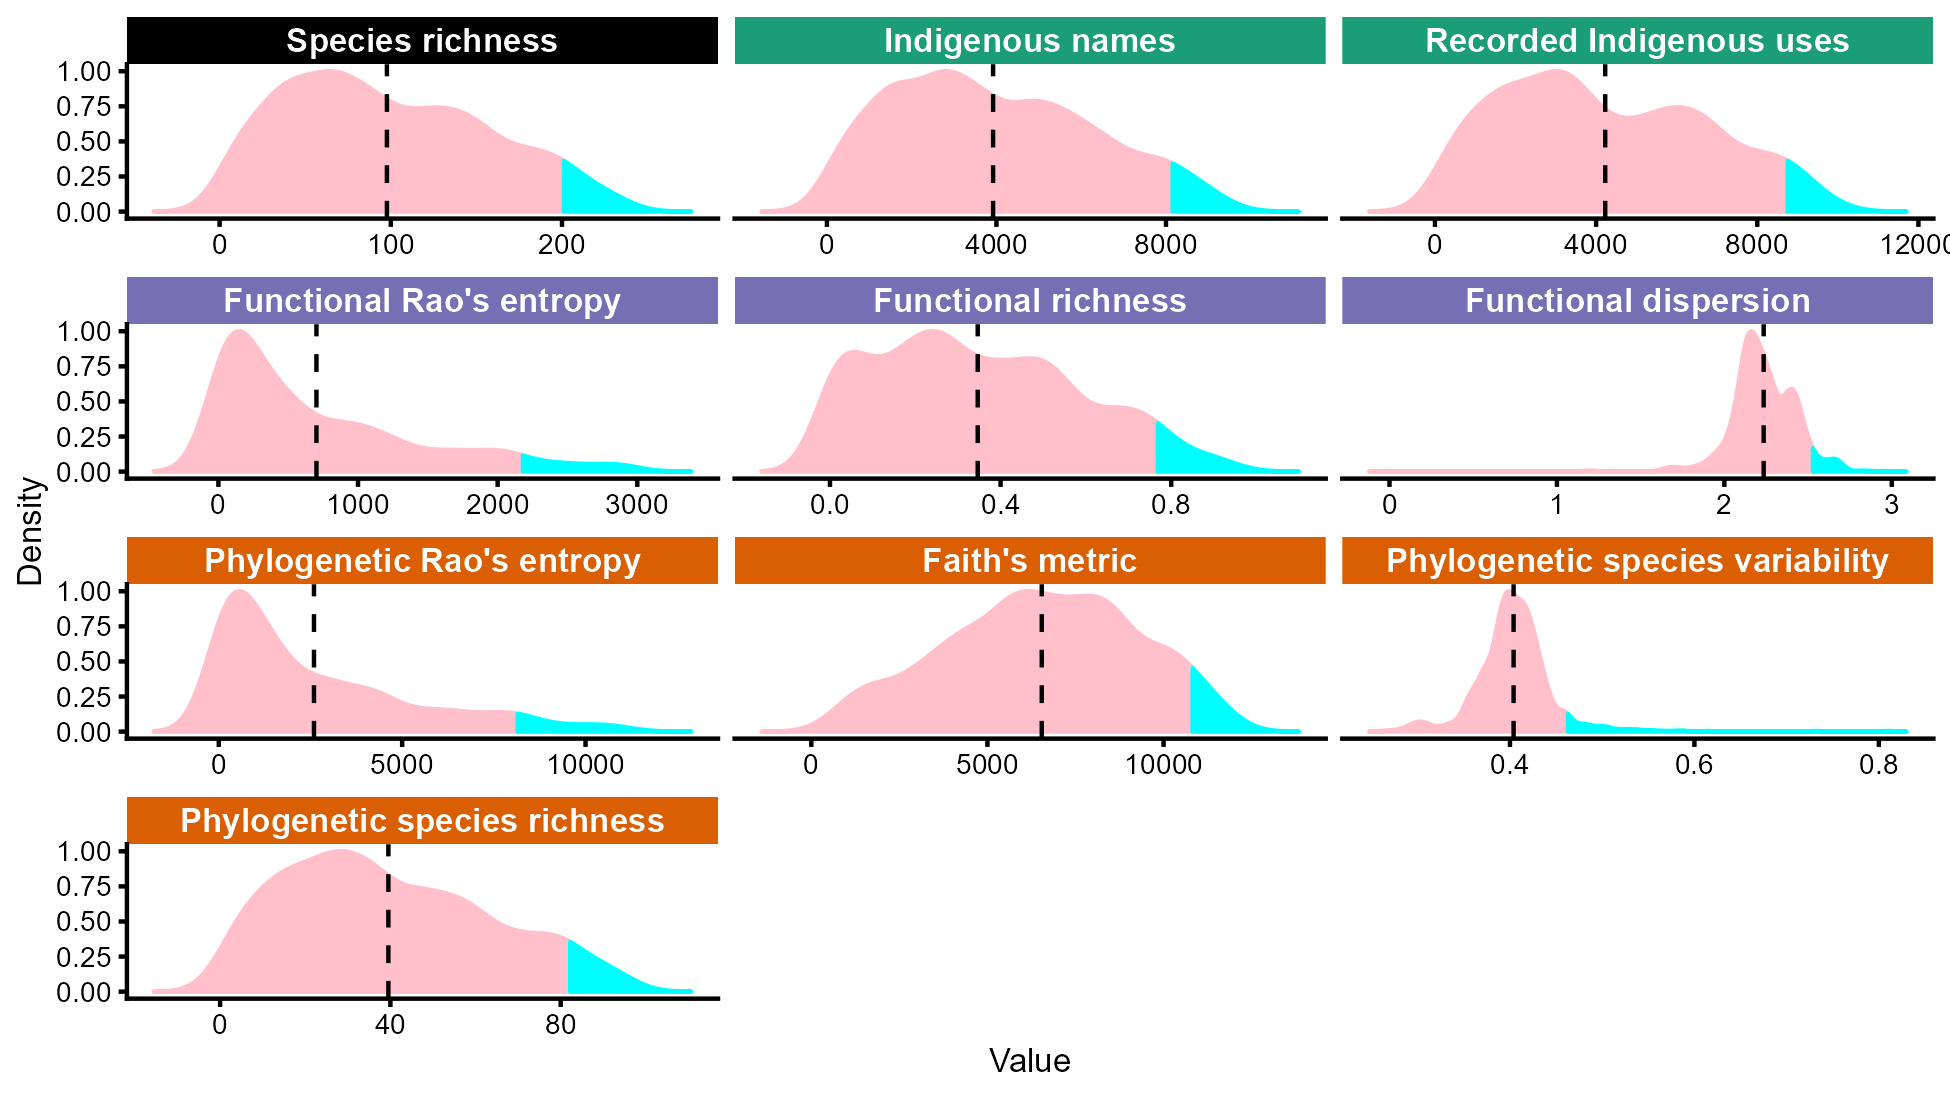 Species richness
Indigenous names
Recorded Indigenous uses
1.00
0.75
0.50
0.25
0.00
0 100 200
0 4000 8000
0 4000 8000 12000
Functional Rao's entropy
Functional richness
Functional dispersion
1.00
0.75
0.50
0.25
0.00
0 1000 2000 3000
0.0 0.4 0.8
0 1 2 3
Density
Phylogenetic Rao's entropy
Faith's metric
Phylogenetic species variability
1.00
0.75
0.50
0.25
0.00
0 5000 10000
0 5000 10000
0.4 0.6 0.8
Phylogenetic species richness
1.00
0.75
0.50
0.25
0.00
0 40 80
Value